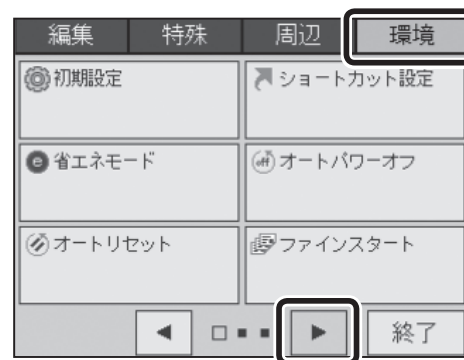 編集 特殊 周辺 環境
初期設定 ショートカット設定
e 省エネモード off オートパワーオフ
オートリセット ファインスタート
終了